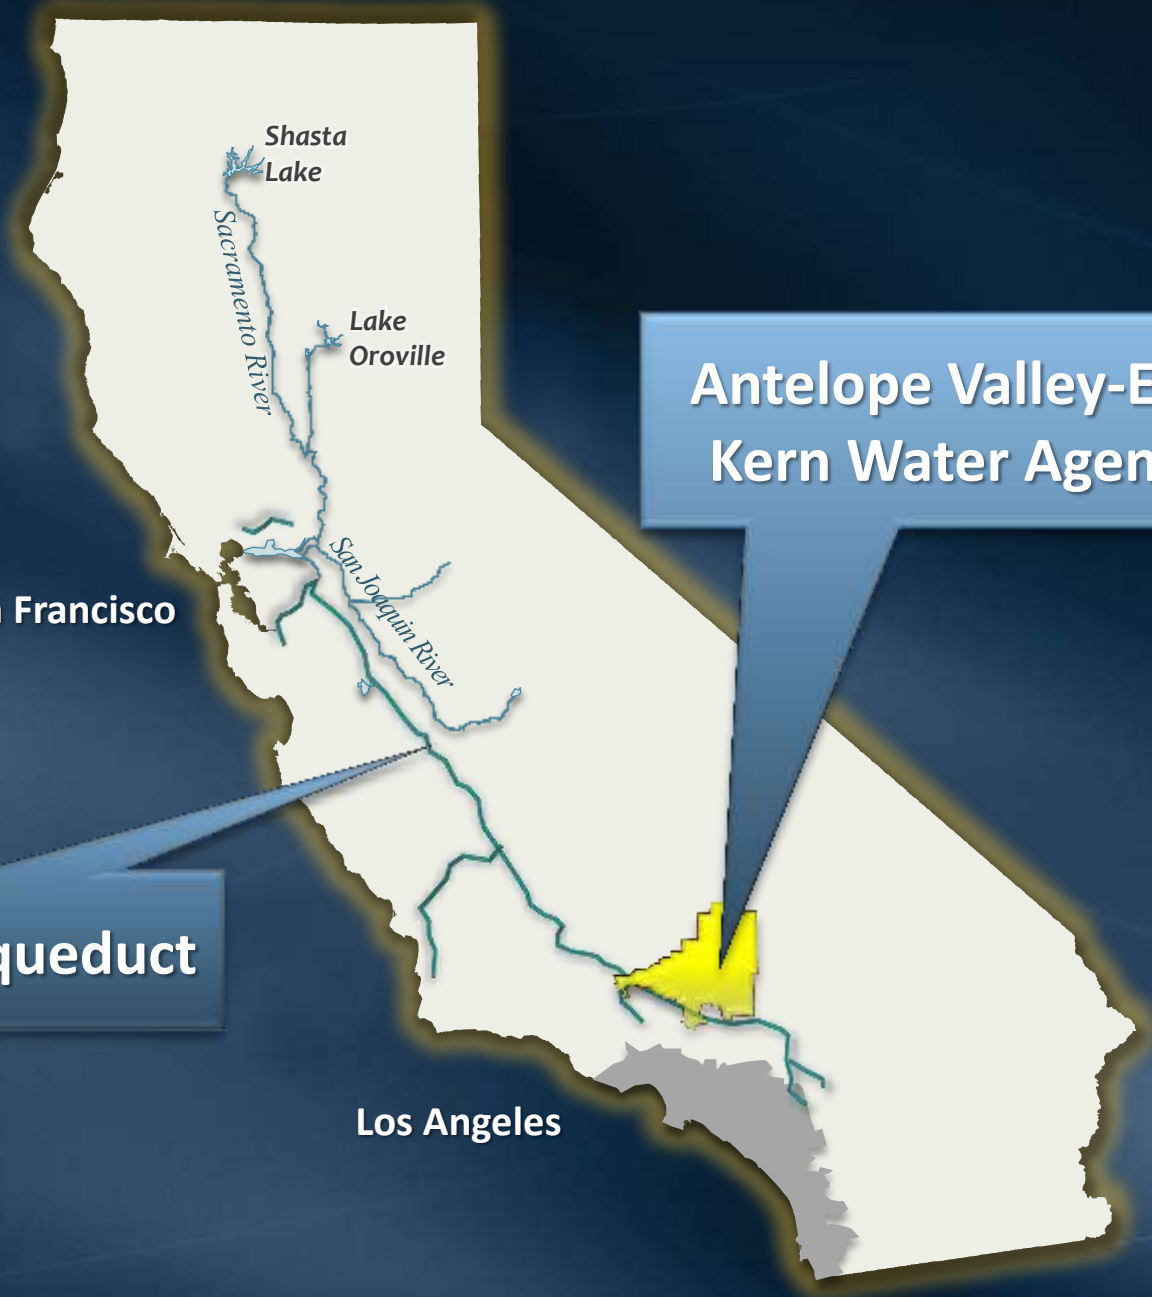 Shasta
Lake
Sacramento River
Lake
Oroville
Antelope Valley-E
Kern Water Agen
San Joaquin River
Francisco
queduct
Los Angeles